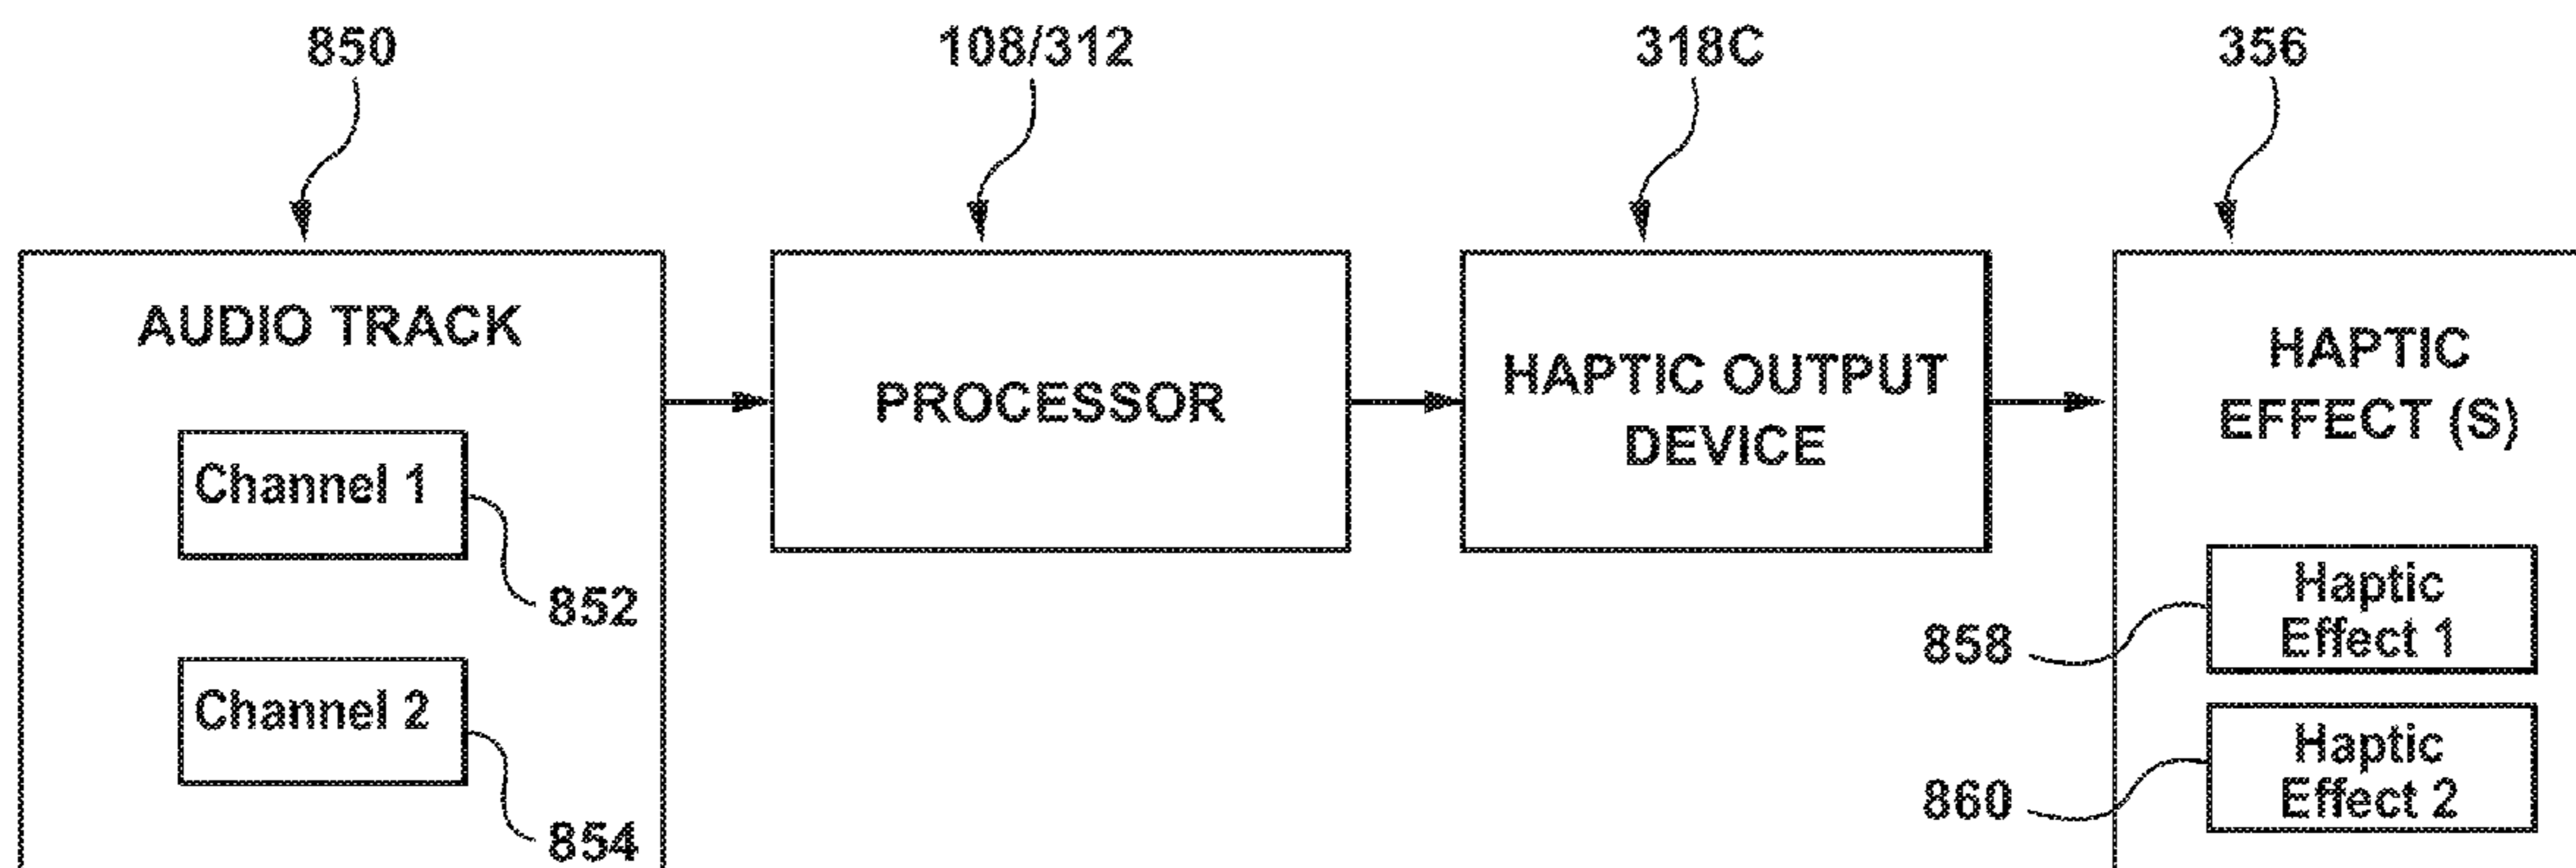 850
108/312
318C
356
AUDIO TRACK
Channel 1
852
Channel 2
854
PROCESSOR
HAPTIC OUTPUT
DEVICE
HAPTIC
EFFECT (S)
Haptic
Effect 1
858
Haptic
Effect 2
860